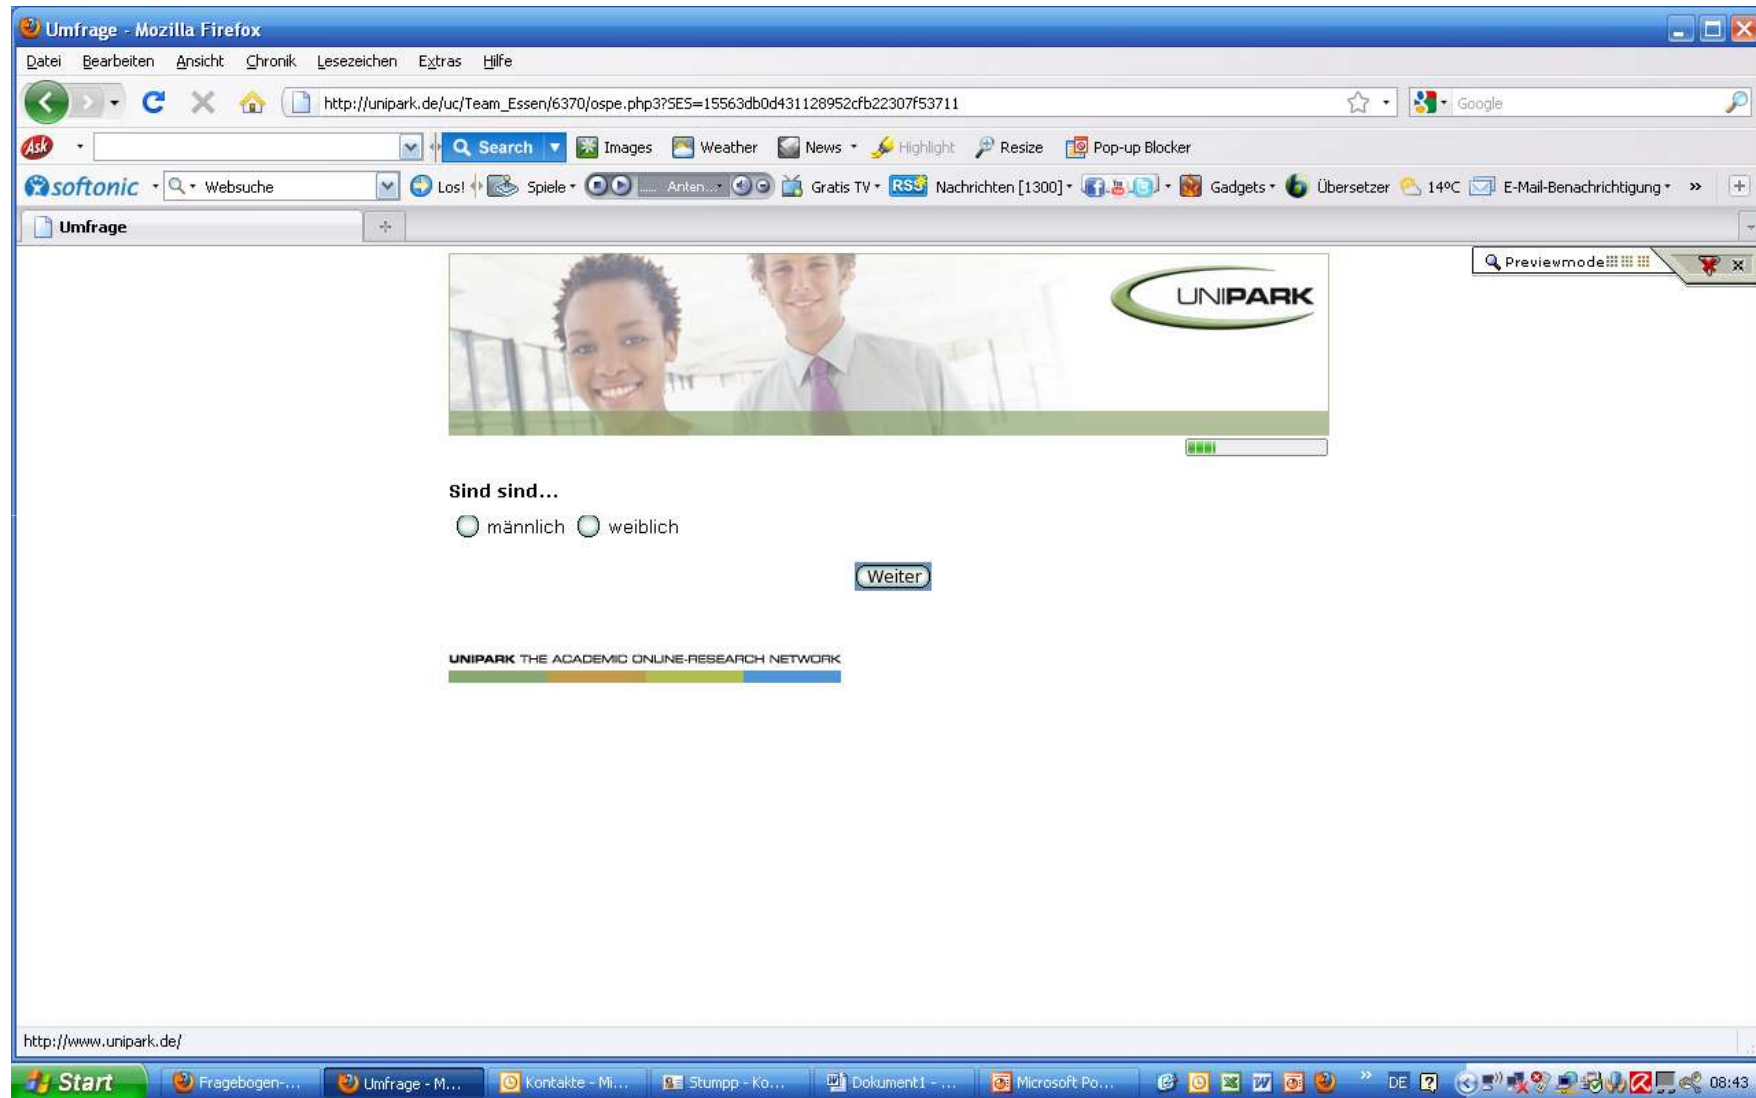 Umfrage - Mozilla Firefox
Datei Bearbeiten Ansicht Chronik Lesezeichen Extras Hilfe
http://unipark.de/uc/Team_Essen/6370/ospe.php3?SES=15563db0d431128952cfb22307f53711 Google
Ask Search Images Weather News Highlight Resize Pop-up Blocker
softonic Websuche Los! Spiele ..... Anten... Gratis TV RSS Nachrichten [1300] Gadgets Übersetzer 14°C E-Mail-Benachrichtigung »
Umfrage
Previewmode
UNIPARK
Sind sind...
männlich weiblich
Weiter
UNIPARK THE ACADEMIC ONLINE-RESEARCH NETWORK
http://www.unipark.de/
Start Fragebogen-... Umfrage - M... Kontakte - Mi... Stumpp - Ko... Dokument1 - ... Microsoft Po... » DE 08:43